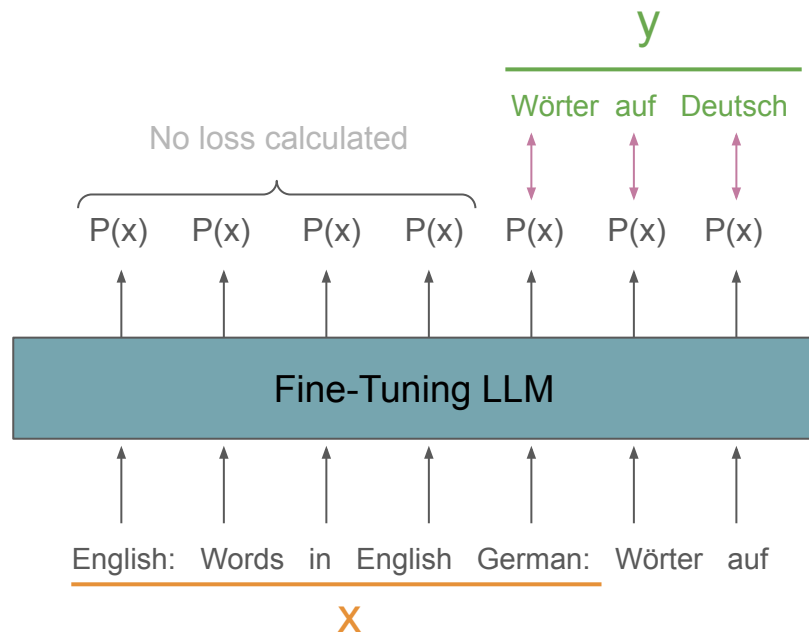 y
Wörter auf Deutsch
No loss calculated
P(x) P(x) P(x) P(x) P(x) P(x) P(x)
Fine-Tuning LLM
English: Words in English German: Wörter auf
x